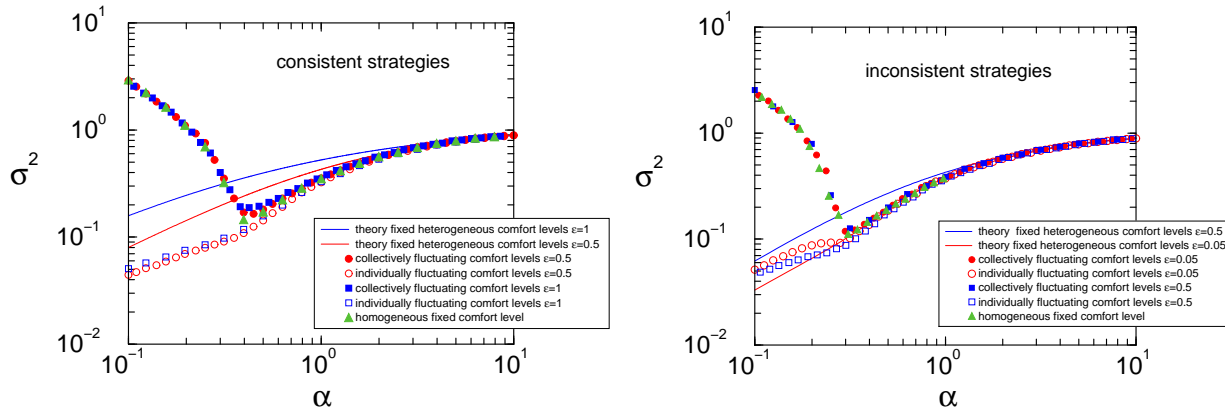 consistent strategies
10^1
10^0
10^-1
10^-2
σ^2
theory fixed heterogeneous comfort levels ε=1
theory fixed heterogeneous comfort levels ε=0.5
collectively fluctuating comfort levels ε=0.5
individually fluctuating comfort levels ε=0.5
collectively fluctuating comfort levels ε=1
individually fluctuating comfort levels ε=1
homogeneous fixed comfort level
10^-1
10^0
10^1
α
inconsistent strategies
10^1
10^0
10^-1
10^-2
σ^2
theory fixed heterogeneous comfort levels ε=0.5
theory fixed heterogeneous comfort levels ε=0.05
collectively fluctuating comfort levels ε=0.05
individually fluctuating comfort levels ε=0.05
collectively fluctuating comfort levels ε=0.5
individually fluctuating comfort levels ε=0.5
homogeneous fixed comfort level
10^-1
10^0
10^1
α